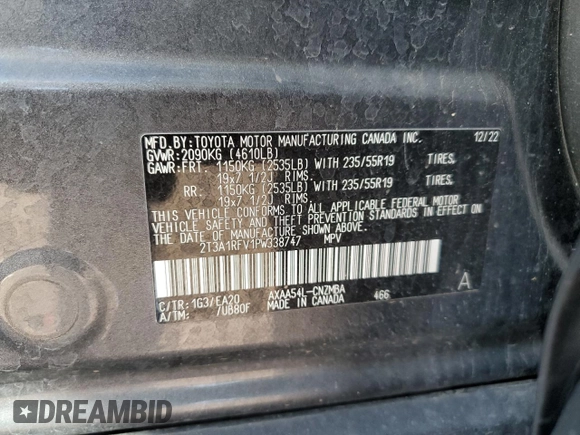 MFD.BY:TOYOTA MOTOR MANUFACTURING CANADA INC. 12/22
GVWR:2090KG (4610LB)
GAWR:FRT. 1150KG (2535LB) WITH 235/55R19 TIRES,
19x7 1/2J RIMS.
RR. 1150KG (2535LB) WITH 235/55R19 TIRES,
19x7 1/2J RIMS.
THIS VEHICLE CONFORMS TO ALL APPLICABLE FEDERAL MOTOR
VEHICLE SAFETY AND THEFT PREVENTION STANDARDS IN EFFECT ON
THE DATE OF MANUFACTURE SHOWN ABOVE.
2T3A1RFV1PW338747 MPV
C/TR:1G3/EA20 AXAA54L-CNZMBA 466 A
A/TM: /UB80F MADE IN CANADA
DREAMBID